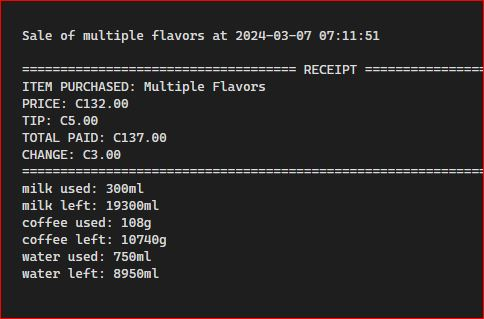 Sale of multiple flavors at 2024-03-07 07:11:51
==================================== RECEIPT ================
ITEM PURCHASED: Multiple Flavors
PRICE: C132.00
TIP: C5.00
TOTAL PAID: C137.00
CHANGE: C3.00
=============================================================
milk used: 300ml
milk left: 19300ml
coffee used: 108g
coffee left: 10740g
water used: 750ml
water left: 8950ml